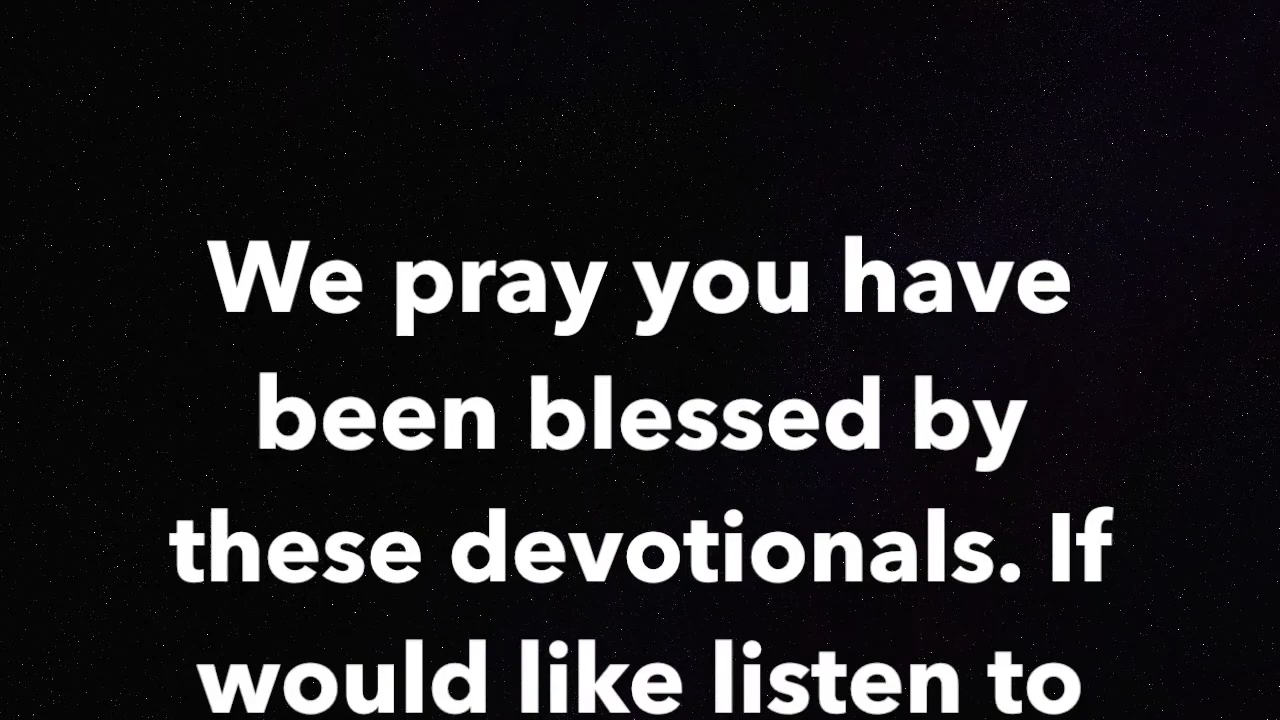 We pray you have
been blessed by
these devotionals. If
would like listen to